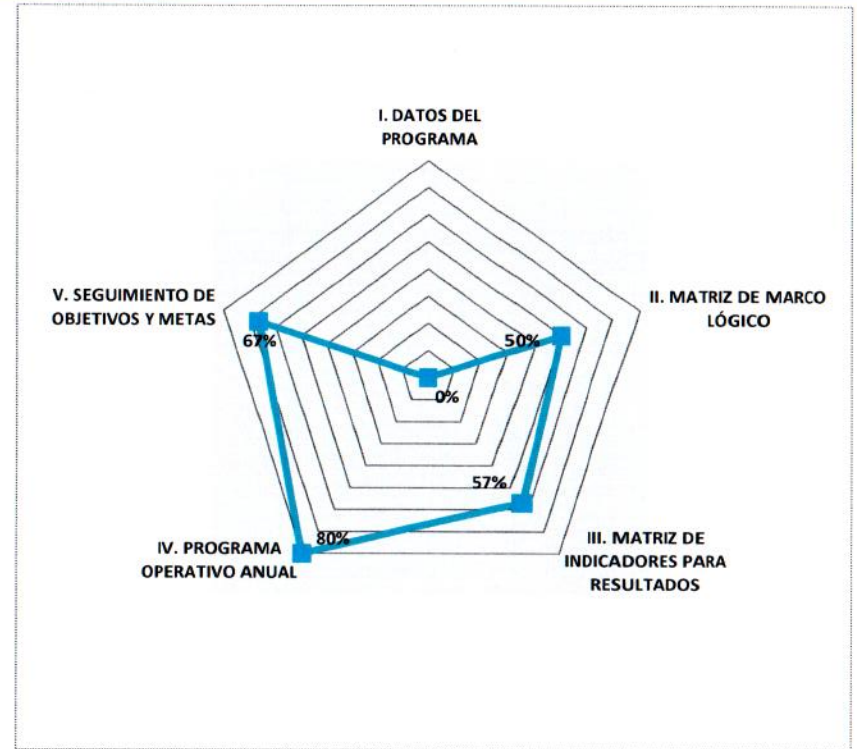 I. DATOS DEL
PROGRAMA
II. MATRIZ DE MARCO
LÓGICO
50%
V. SEGUIMIENTO DE
OBJETIVOS Y METAS
67%
0%
57%
III. MATRIZ DE
INDICADORES PARA
RESULTADOS
80%
IV. PROGRAMA
OPERATIVO ANUAL